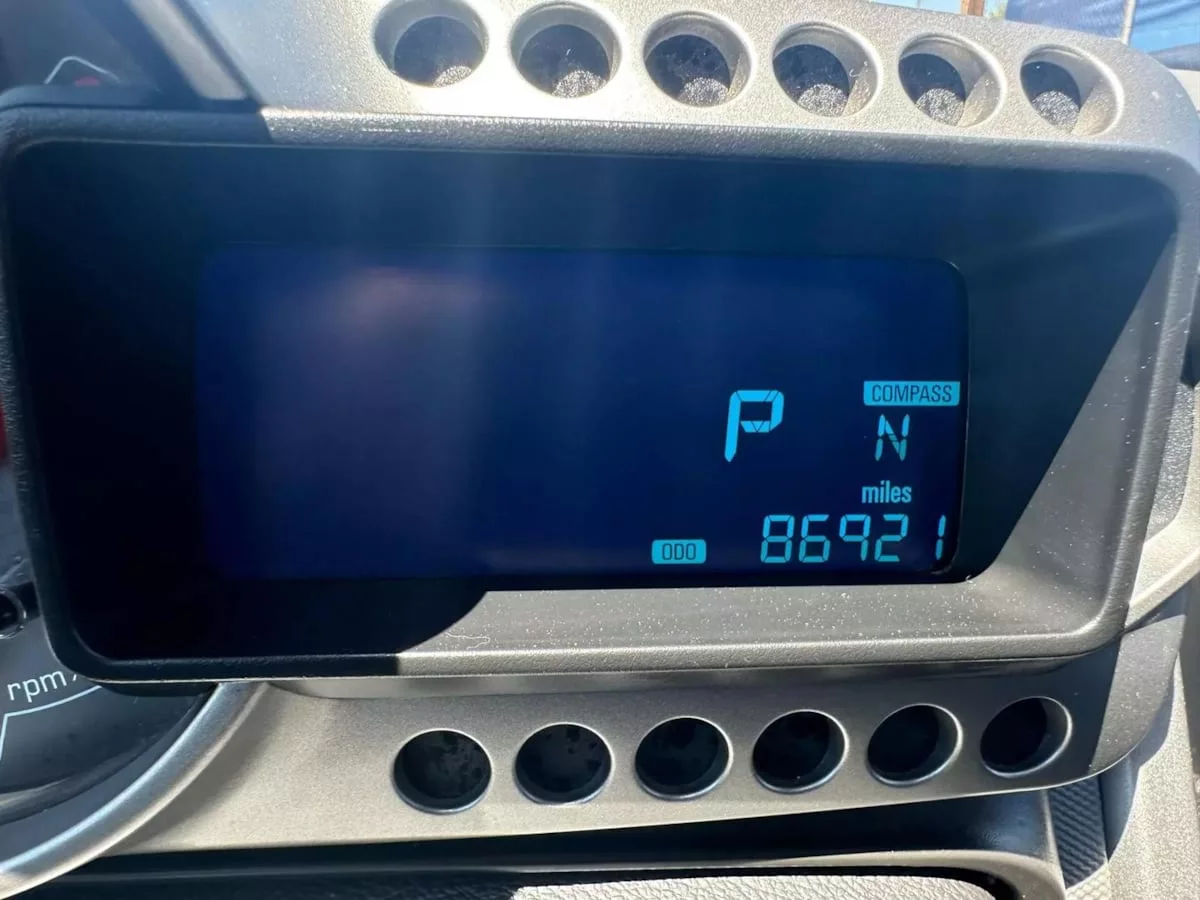 COMPASS
P
N
miles
ODO 86921
rpm